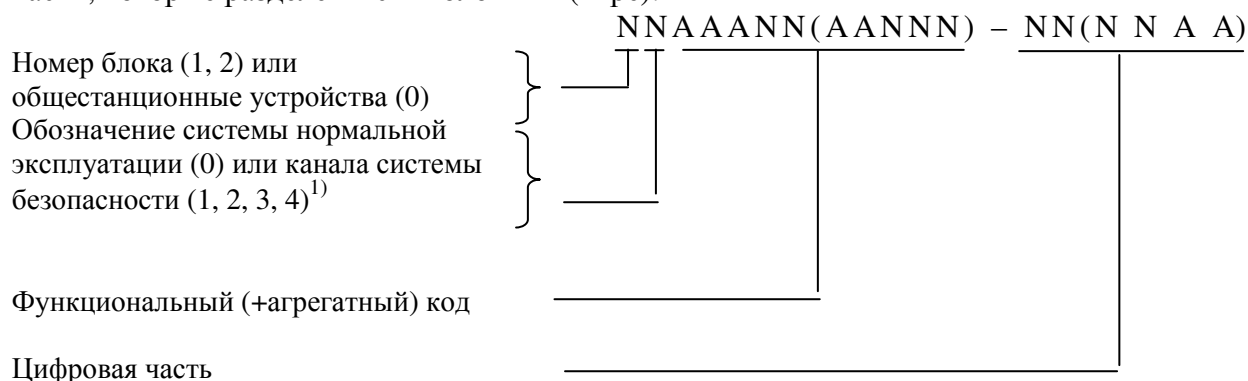 NNAAANN(AANNN) – NN(N N A A)
Номер блока (1, 2) или
общестанционные устройства (0)
Обозначение системы нормальной
эксплуатации (0) или канала системы
безопасности (1, 2, 3, 4)1)
Функциональный (+агрегатный) код
Цифровая часть